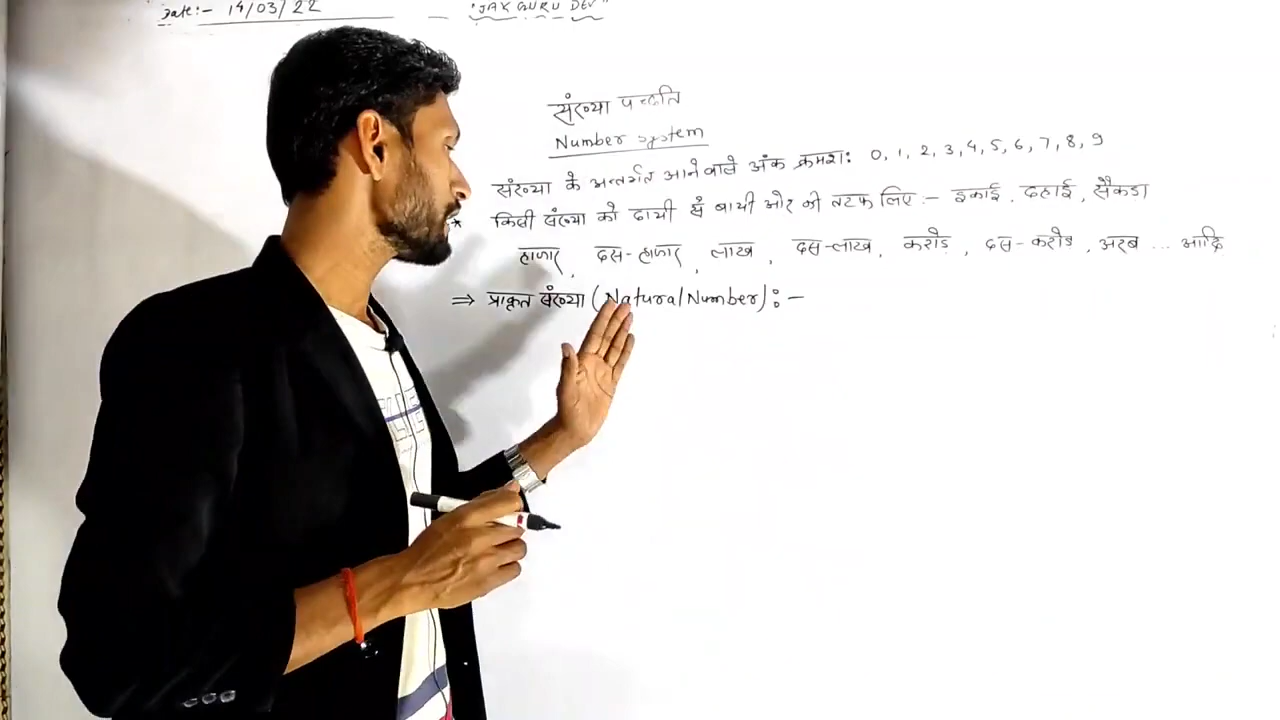 Date:- 14/03/22 "JAY GURU DEV"
संख्या पद्धति
Number system
संख्या के अन्तर्गत आने वाले अंक क्रमशः 0, 1, 2, 3, 4, 5, 6, 7, 8, 9
* किसी संख्या को दायी से बायी ओर की तरफ लिए:- इकाई, दहाई, सैकडा
हाजार, दस-हाजार, लाख, दस-लाख, करोड़, दस-करोड़, अरब ... आदि
⇒ प्राकृत संख्या (Natural Number):-